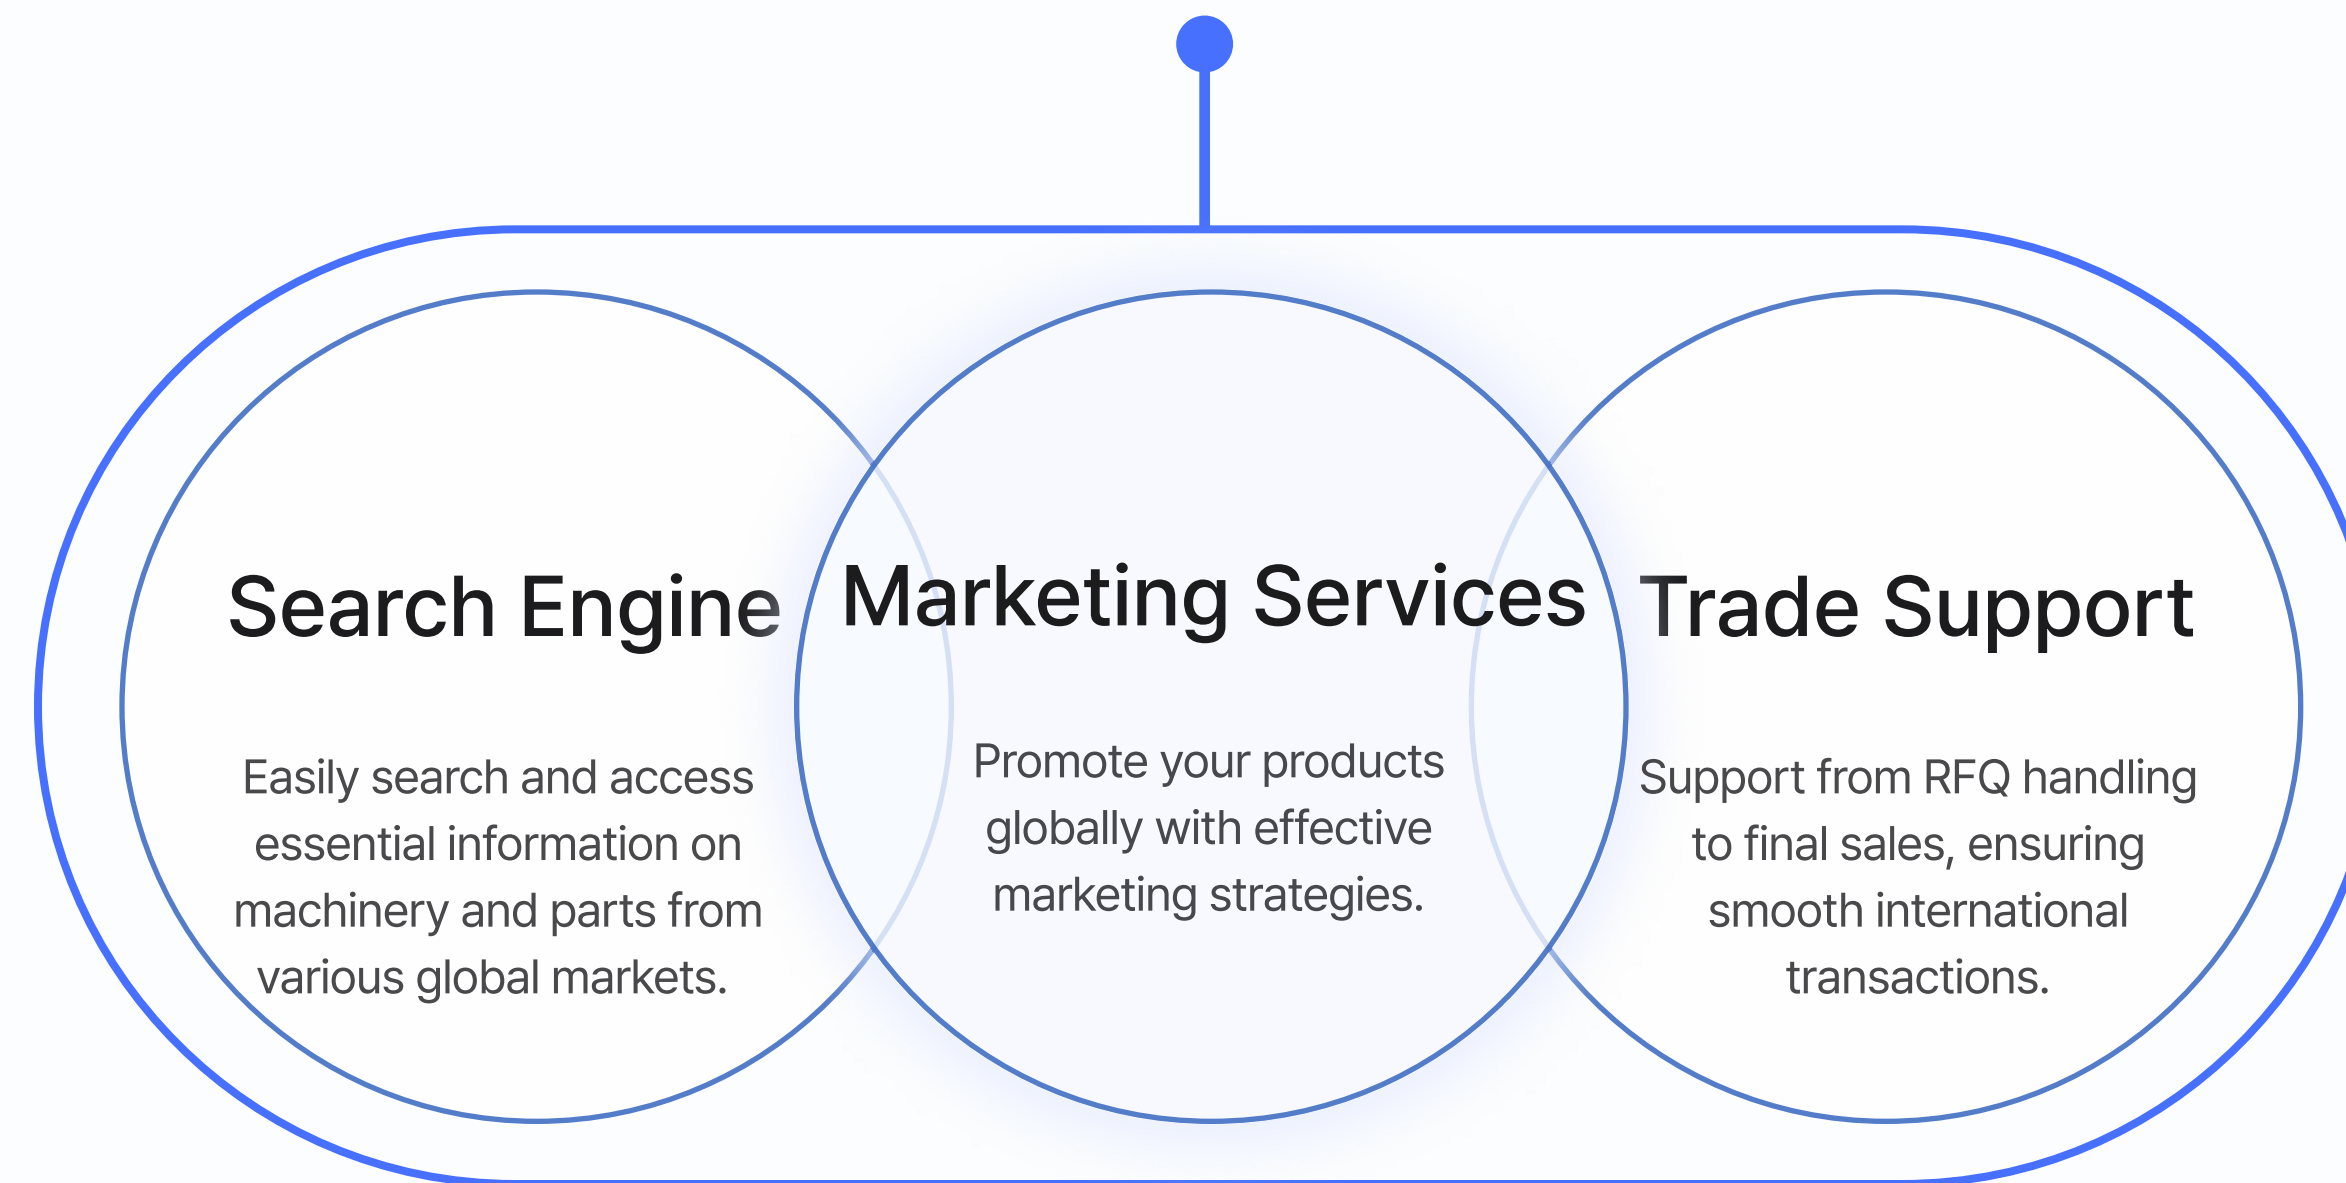 Search Engine
Easily search and access
essential information on
machinery and parts from
various global markets.
Marketing Services
Promote your products
globally with effective
marketing strategies.
Trade Support
Support from RFQ handling
to final sales, ensuring
smooth international
transactions.